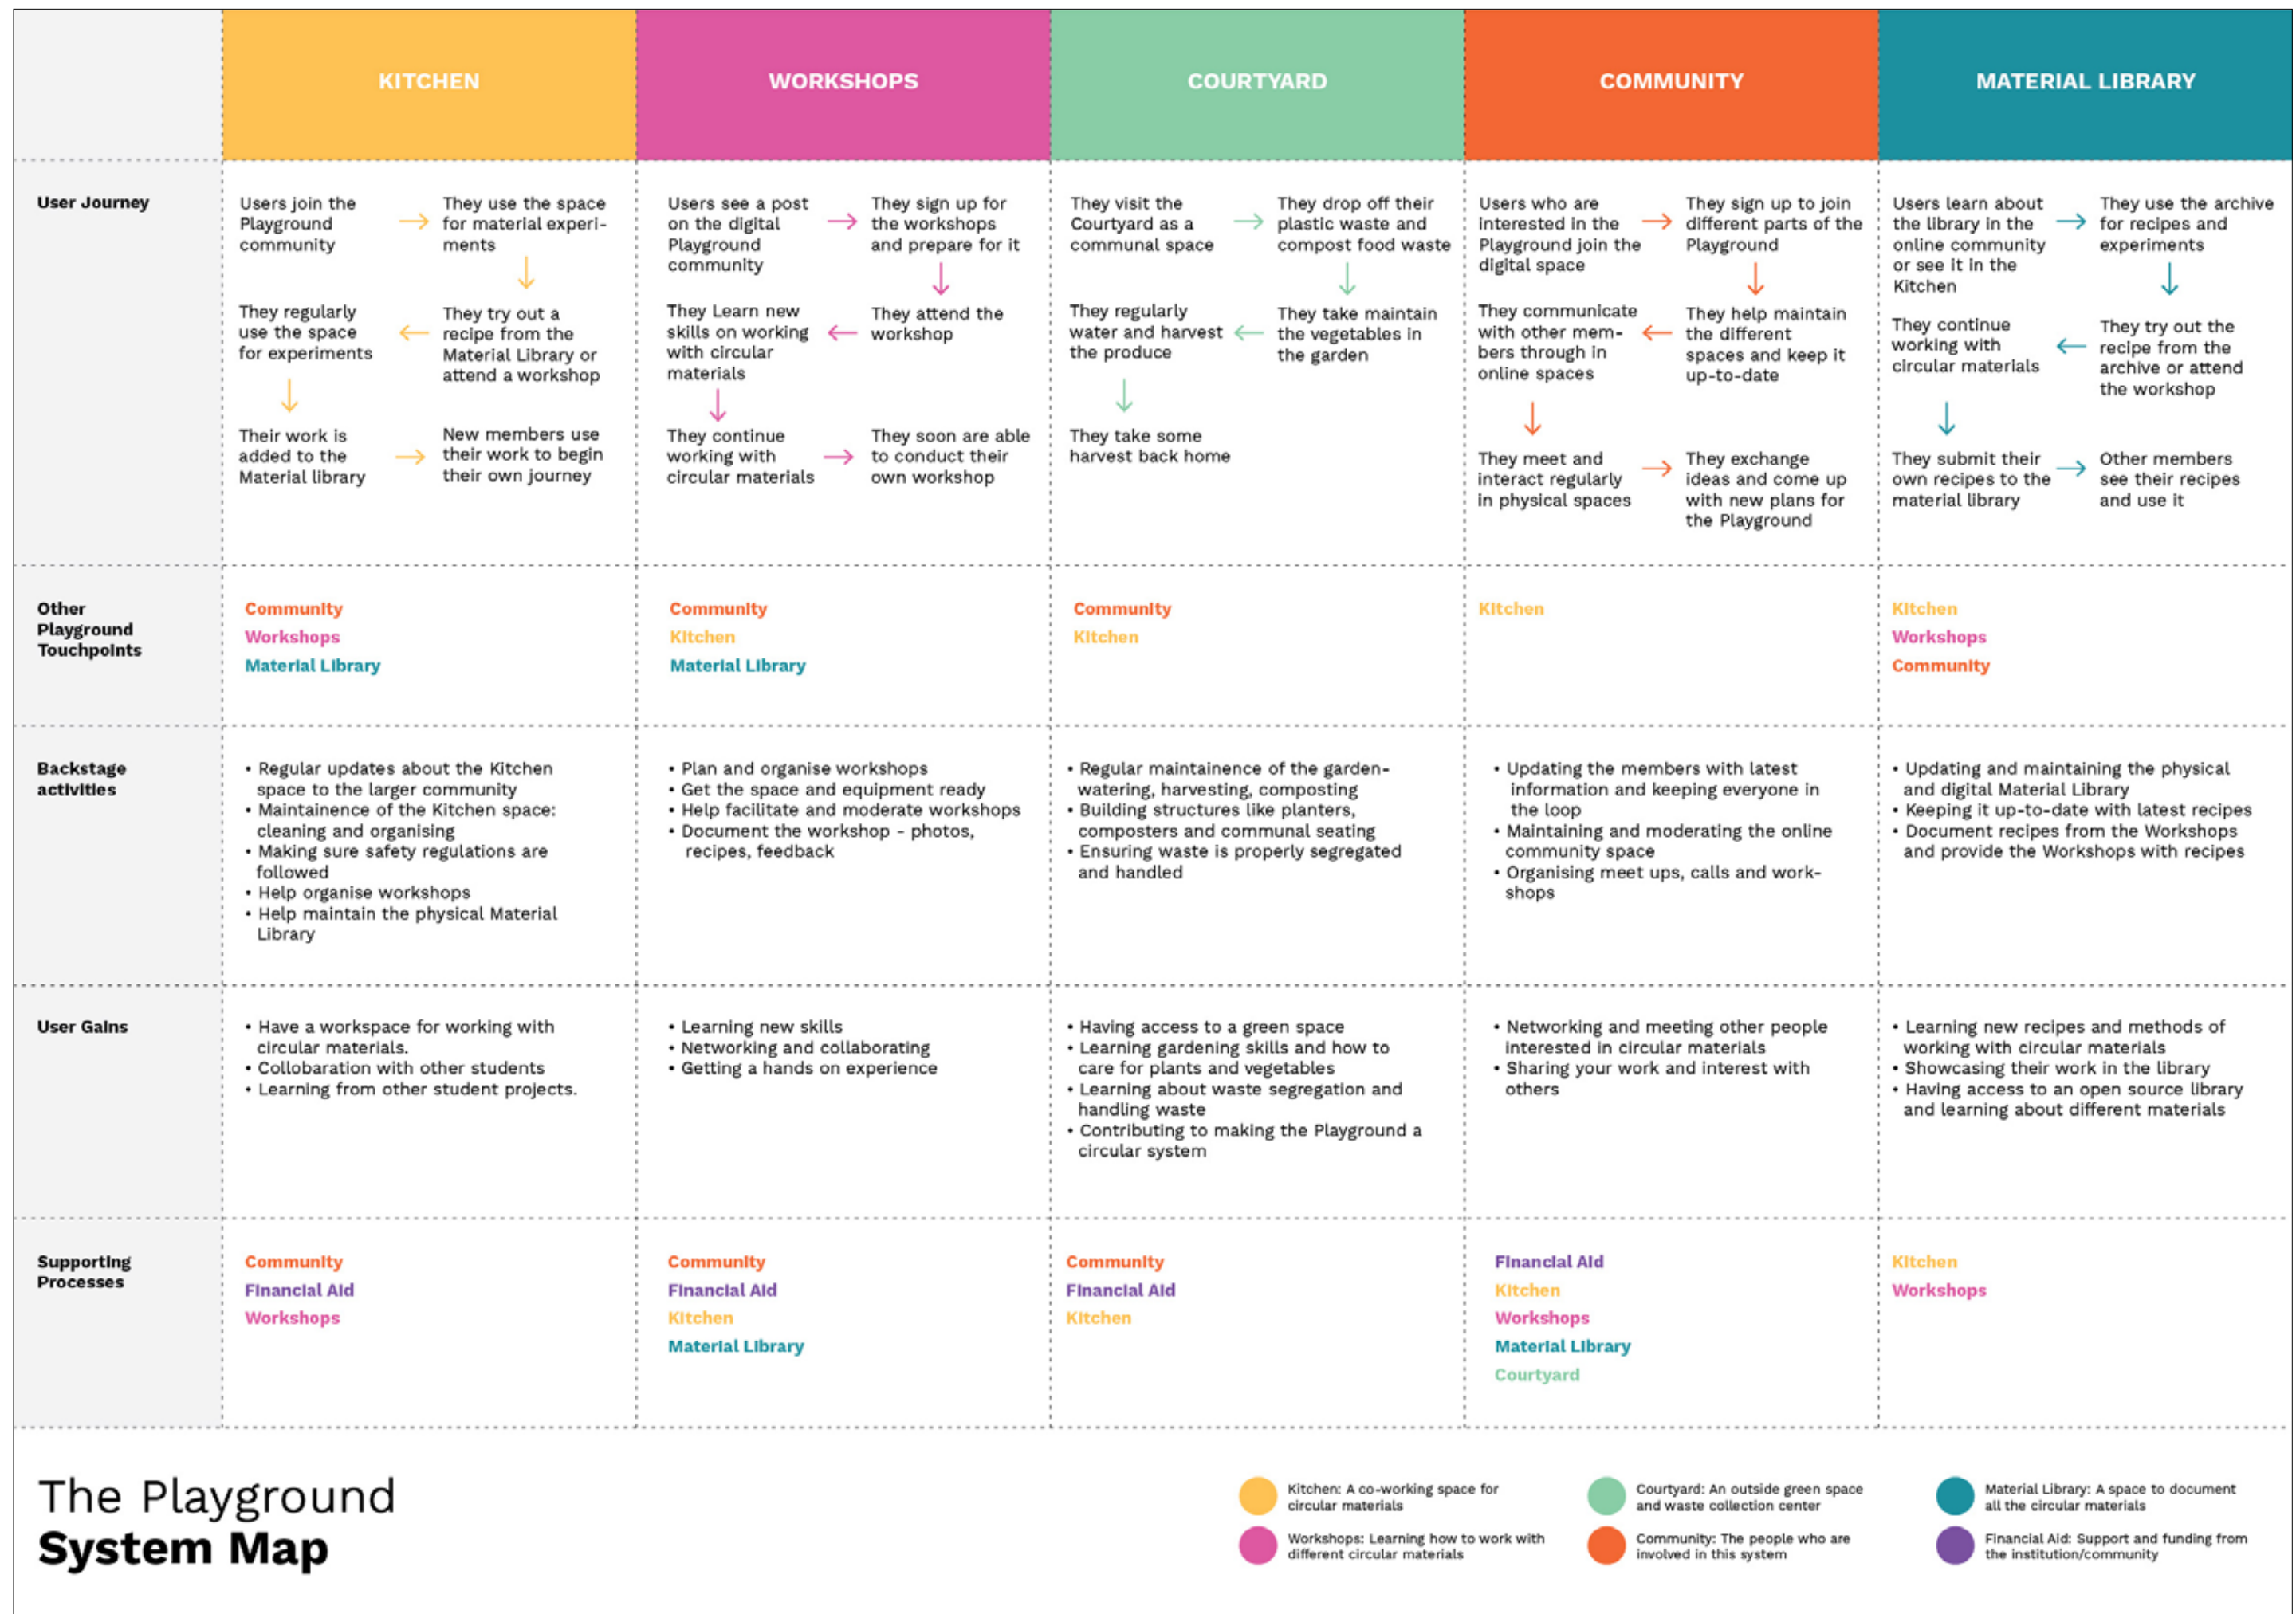 KITCHEN
WORKSHOPS
COURTYARD
COMMUNITY
MATERIAL LIBRARY
User Journey
Users join the
Playground
community
They use the space
for material experi-
ments
They try out a
recipe from the
Material Library or
attend a workshop
They regularly
use the space
for experiments
Their work is
added to the
Material library
New members use
their work to begin
their own journey
Users see a post
on the digital
Playground
community
They sign up for
the workshops
and prepare for it
They attend the
workshop
They Learn new
skills on working
with circular
materials
They continue
working with
circular materials
They soon are able
to conduct their
own workshop
They visit the
Courtyard as a
communal space
They drop off their
plastic waste and
compost food waste
They take maintain
the vegetables in
the garden
They regularly
water and harvest
the produce
They take some
harvest back home
Users who are
interested in the
Playground join the
digital space
They sign up to join
different parts of the
Playground
They help maintain
the different
spaces and keep it
up-to-date
They communicate
with other mem-
bers through in
online spaces
They meet and
interact regularly
in physical spaces
They exchange
ideas and come up
with new plans for
the Playground
Users learn about
the library in the
online community
or see it in the
Kitchen
They use the archive
for recipes and
experiments
They try out the
recipe from the
archive or attend
the workshop
They continue
working with
circular materials
They submit their
own recipes to the
material library
Other members
see their recipes
and use it
Other
Playground
Touchpoints
Community
Workshops
Material Library
Community
Kitchen
Material Library
Community
Kitchen
Kitchen
Kitchen
Workshops
Community
Backstage
activities
• Regular updates about the Kitchen
space to the larger community
• Maintainence of the Kitchen space:
cleaning and organising
• Making sure safety regulations are
followed
• Help organise workshops
• Help maintain the physical Material
Library
• Plan and organise workshops
• Get the space and equipment ready
• Help facilitate and moderate workshops
• Document the workshop - photos,
recipes, feedback
• Regular maintainence of the garden-
watering, harvesting, composting
• Building structures like planters,
composters and communal seating
• Ensuring waste is properly segregated
and handled
• Updating the members with latest
information and keeping everyone in
the loop
• Maintaining and moderating the online
community space
• Organising meet ups, calls and work-
shops
• Updating and maintaining the physical
and digital Material Library
• Keeping it up-to-date with latest recipes
• Document recipes from the Workshops
and provide the Workshops with recipes
User Gains
• Have a workspace for working with
circular materials.
• Collobaration with other students
• Learning from other student projects.
• Learning new skills
• Networking and collaborating
• Getting a hands on experience
• Having access to a green space
• Learning gardening skills and how to
care for plants and vegetables
• Learning about waste segregation and
handling waste
• Contributing to making the Playground a
circular system
• Networking and meeting other people
interested in circular materials
• Sharing your work and interest with
others
• Learning new recipes and methods of
working with circular materials
• Showcasing their work in the library
• Having access to an open source library
and learning about different materials
Supporting
Processes
Community
Financial Aid
Workshops
Community
Financial Aid
Kitchen
Material Library
Community
Financial Aid
Kitchen
Financial Aid
Kitchen
Workshops
Material Library
Courtyard
Kitchen
Workshops
The Playground
System Map
Kitchen: A co-working space for
circular materials
Workshops: Learning how to work with
different circular materials
Courtyard: An outside green space
and waste collection center
Community: The people who are
involved in this system
Material Library: A space to document
all the circular materials
Financial Aid: Support and funding from
the institution/community